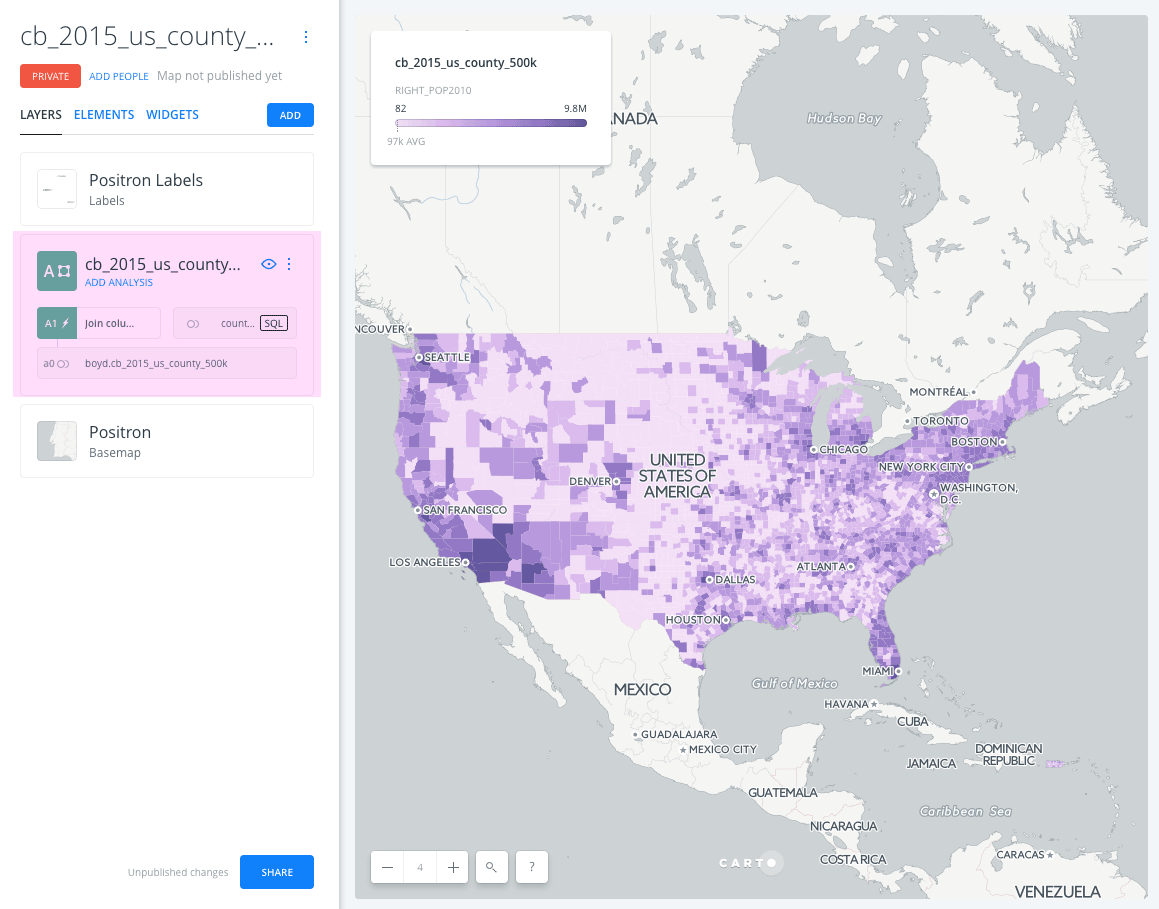 cb_2015_us_county_...
PRIVATE
ADD PEOPLE
Map not published yet
LAYERS
ELEMENTS
WIDGETS
ADD
Positron Labels
Labels
cb_2015_us_county...
ADD ANALYSIS
A
A1
Join colu...
count...
SQL
a0
boyd.cb_2015_us_county_500k
Positron
Basemap
Unpublished changes
SHARE
cb_2015_us_county_500k
RIGHT_POP2010
82
9.8M
97k AVG
ANADA
Hudson Bay
NCOUVER
SEATTLE
MONTRÉAL
TORONTO
BOSTON
CHICAGO
NEW YORK CITY
UNITED
STATES OF
AMERICA
DENVER
WASHINGTON,
D.C.
SAN FRANCISCO
LOS ANGELES
ATLANTA
DALLAS
HOUSTON
MIAMI
Gulf of Mexico
MEXICO
HAVANA
CUBA
GUADALAJARA
MEXICO CITY
DOMINICAN
REPUBLIC
JAMAICA
GUATEMALA
Caribbean Sea
NICARAGUA
COSTA RICA
CARACAS
VENEZUELA
4
?
CARTO